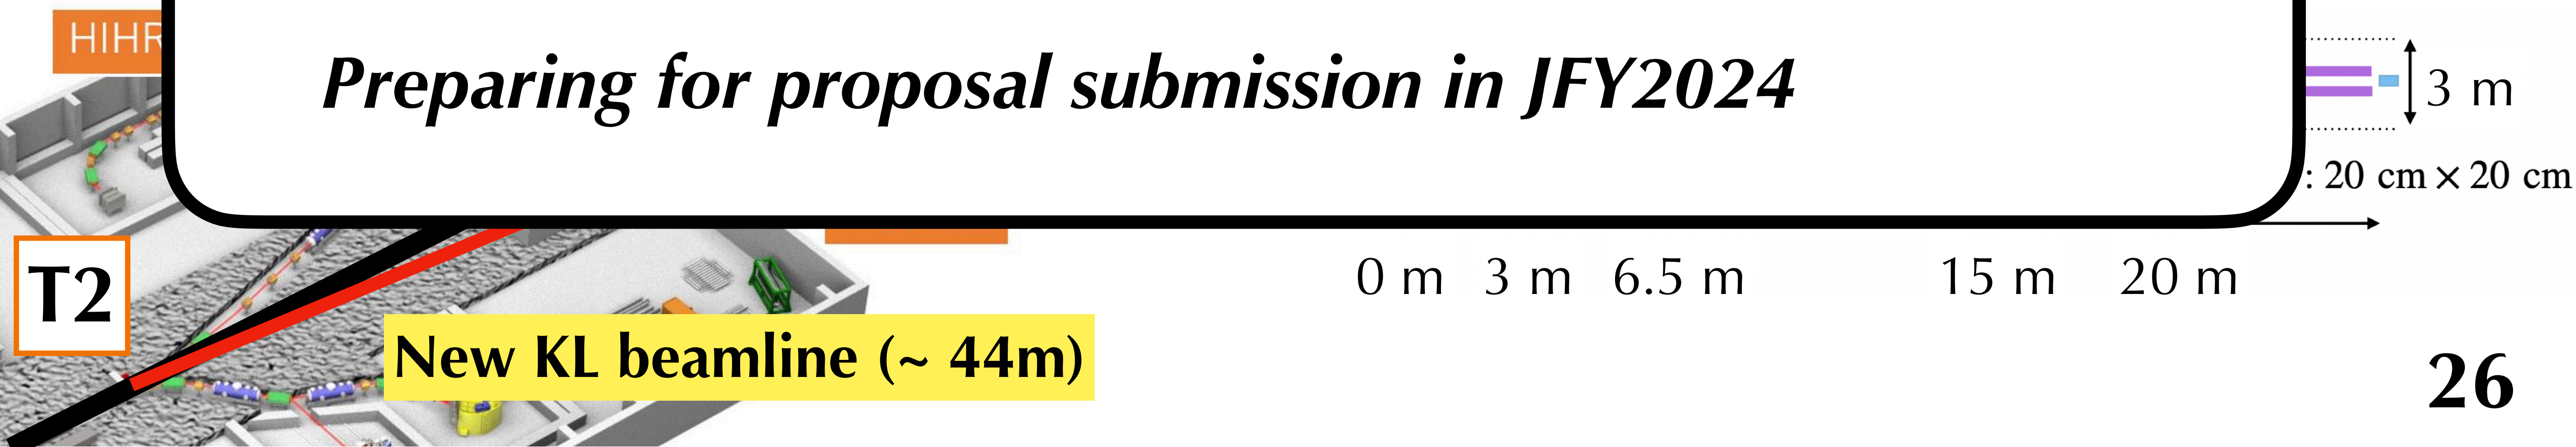 Preparing for proposal submission in JFY2024
3 m
: 20 cm × 20 cm
T2
0 m 3 m 6.5 m 15 m 20 m
New KL beamline (~ 44m)
26